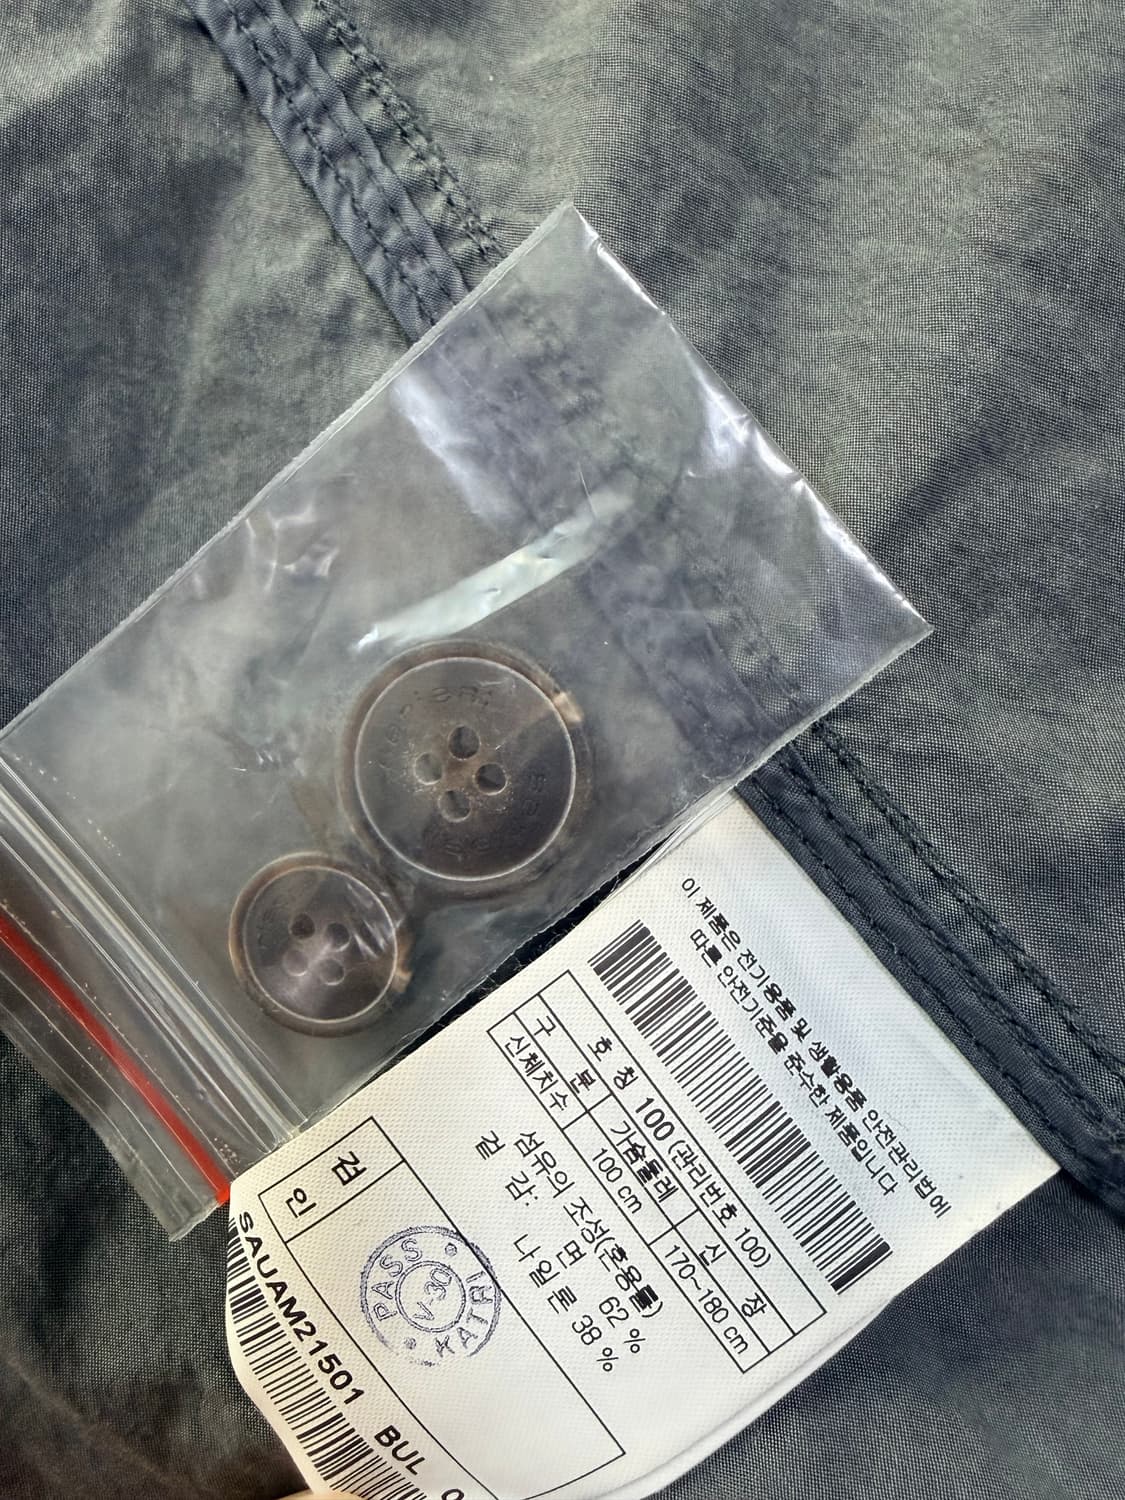 이 제품은 전기용품 및 생활용품 안전관리법에
따른 안전기준을 준수한 제품입니다
호 칭 100 (관리번호 100)
구 분 가슴둘레 신 장
신체치수 100 cm 170~180 cm
섬유의 조성(혼용률)
겉 감: 면 62 %
나일론 38 %
검 인
PASS
V-30
KATRI
SAUAM21501 BUL